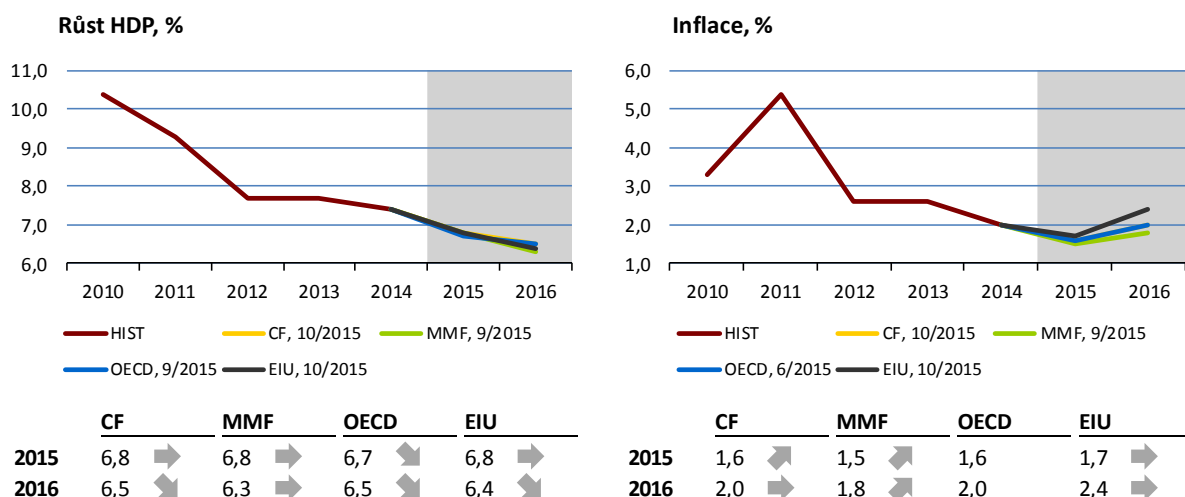 Růst HDP, %
11,0
10,0
9,0
8,0
7,0
6,0
2010 2011 2012 2013 2014 2015 2016
HIST CF, 10/2015 MMF, 9/2015
OECD, 9/2015 EIU, 10/2015
CF MMF OECD EIU
2015 6,8 6,8 6,7 6,8
2016 6,5 6,3 6,5 6,4
Inflace, %
6,0
5,0
4,0
3,0
2,0
1,0
2010 2011 2012 2013 2014 2015 2016
HIST CF, 10/2015 MMF, 9/2015
OECD, 6/2015 EIU, 10/2015
CF MMF OECD EIU
2015 1,6 1,5 1,6 1,7
2016 2,0 1,8 2,0 2,4